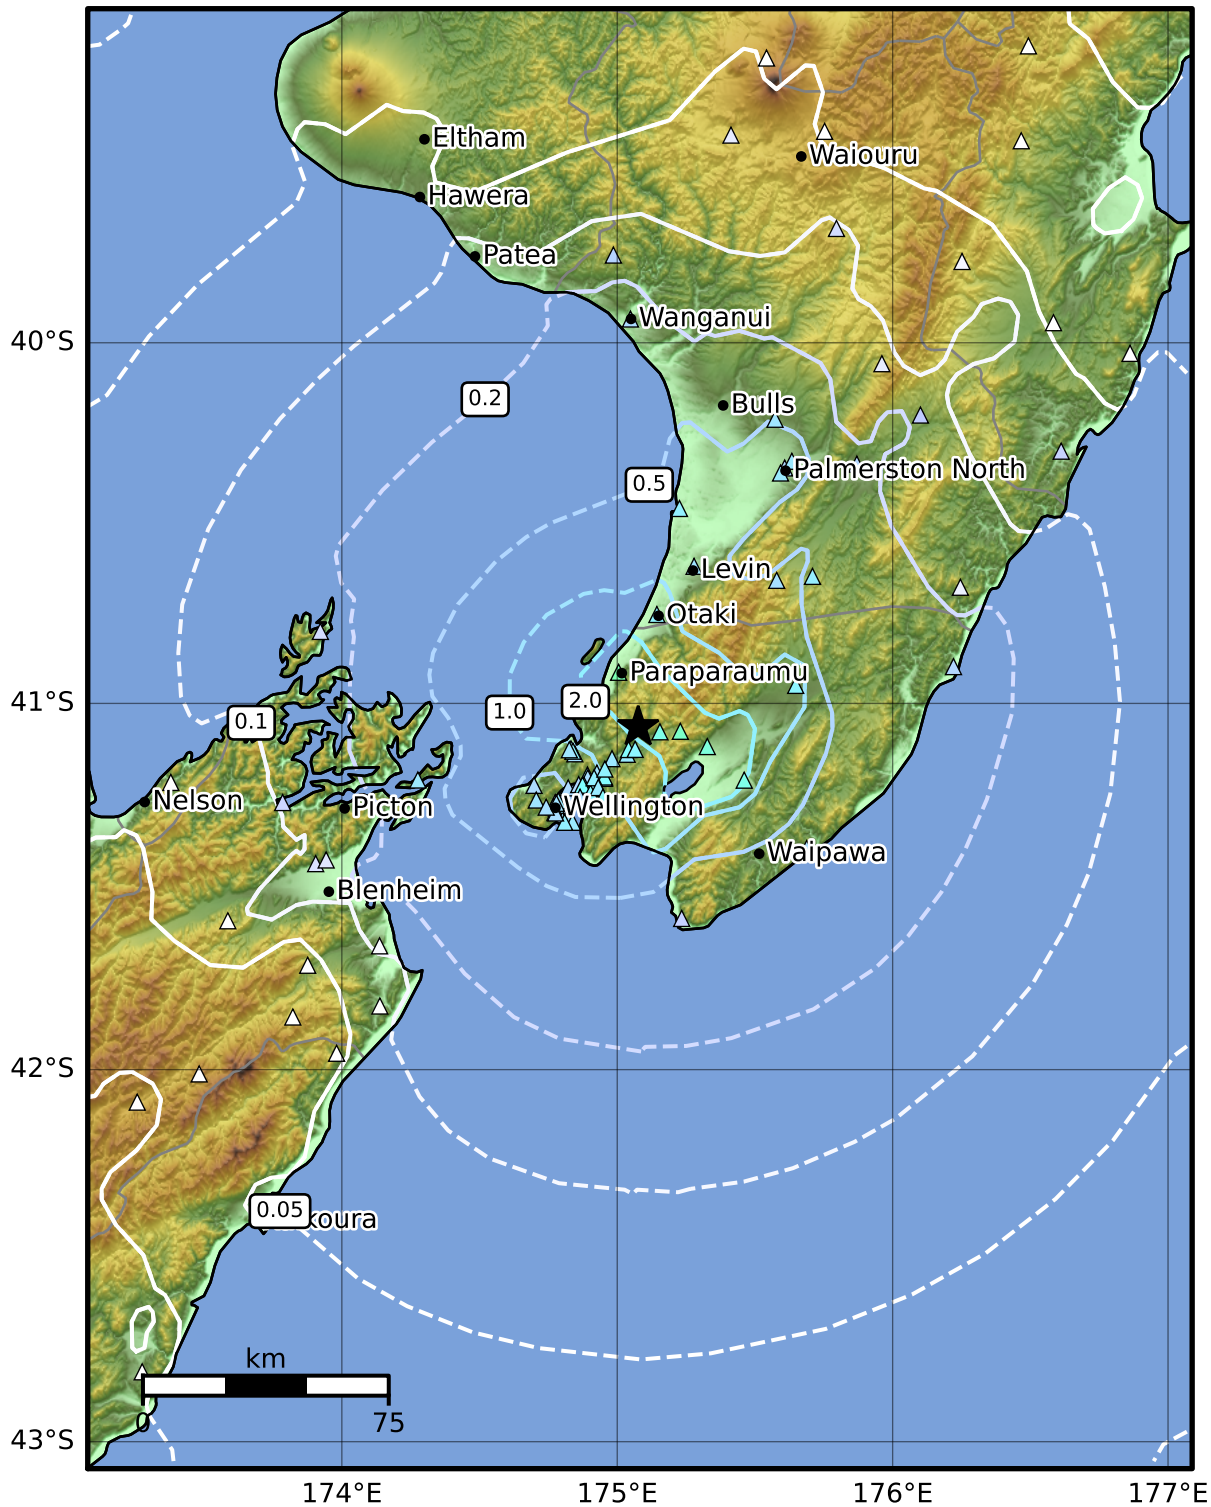 Eltham
Waiouru
Hawera
Patea
Wanganui
40°S
0.2
Bulls
Palmerston North
0.5
Levin
Otaki
Paraparaumu
2.0
41°S
1.0
0.1
Nelson
Picton
Wellington
Waipawa
Blenheim
42°S
0.05
koura
km
0
75
43°S
174°E
175°E
176°E
177°E